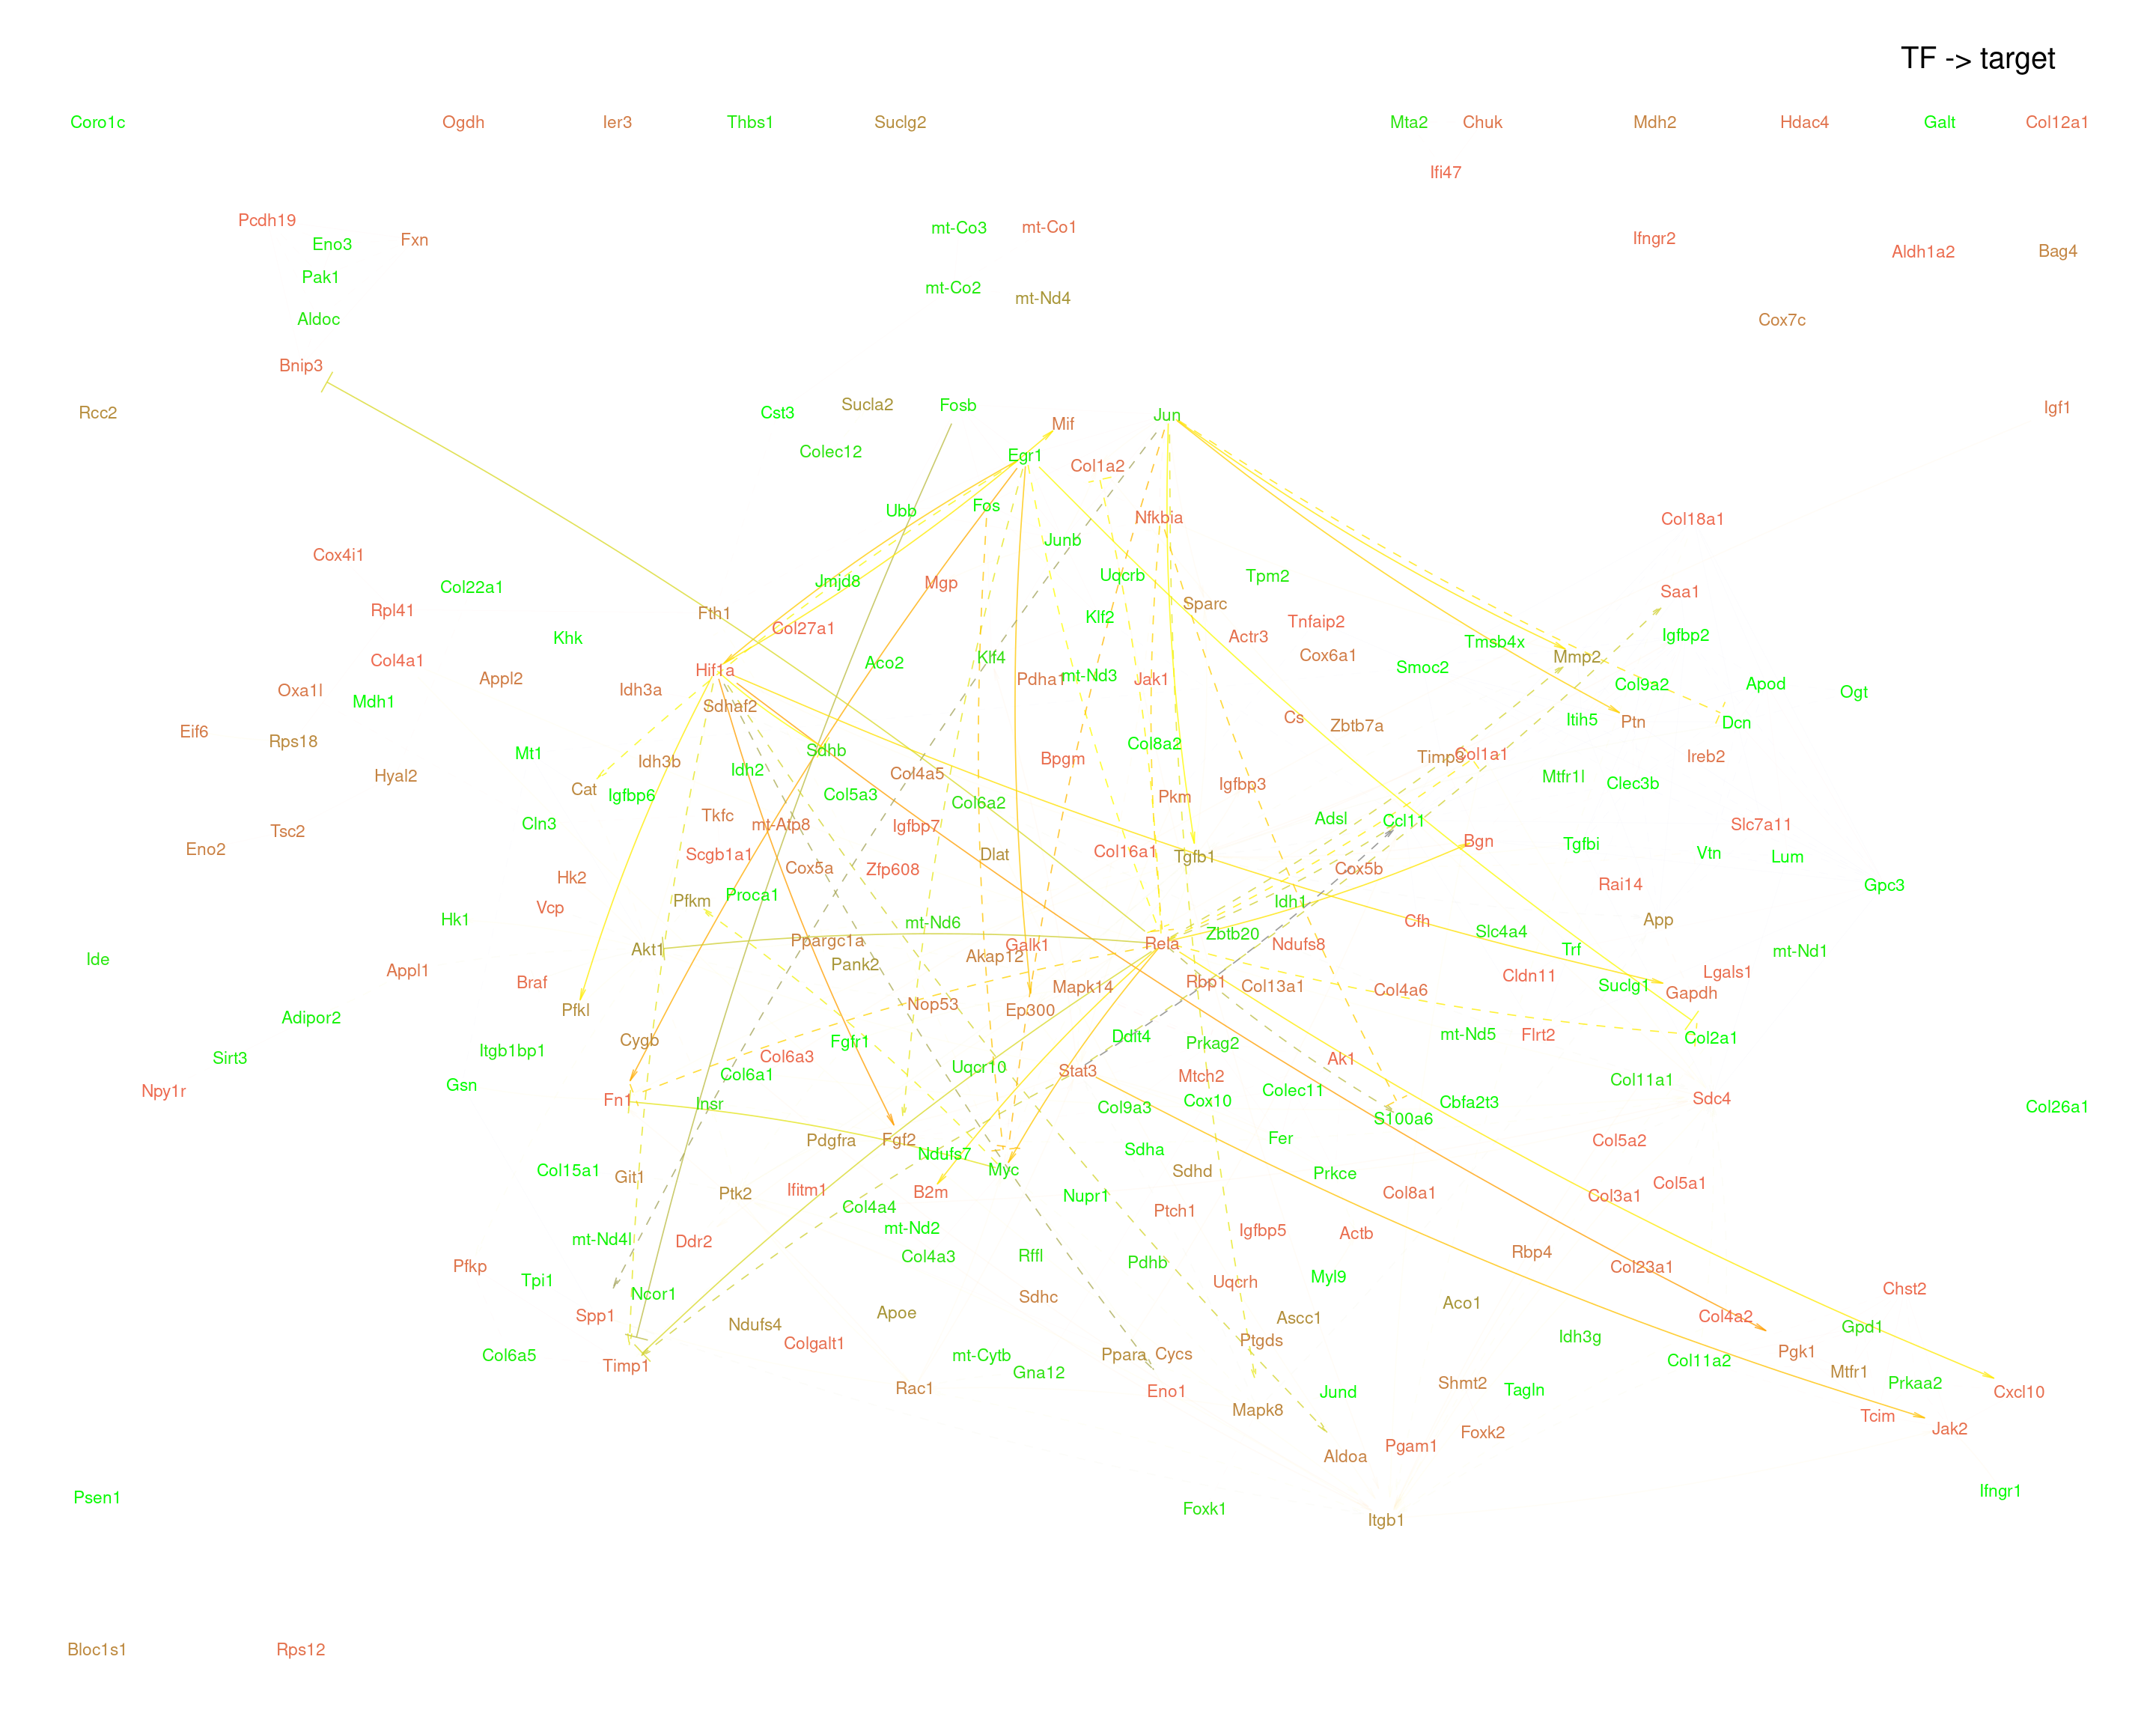 TF -> target
Coro1c Ogdh Ier3 Thbs1 Suclg2 Mta2 Chuk Mdh2 Hdac4 Galt Col12a1
Ifi47
Pcdh19 mt-Co3 mt-Co1
Eno3 Fxn Ifngr2
Aldh1a2 Bag4
Pak1 mt-Co2
mt-Nd4
Aldoc Cox7c
Bnip3
Rcc2 Cst3 Sucla2 Fosb Mif Jun Igf1
Colec12 Egr1 Col1a2
Ubb Fos Nfkbia Col18a1
Cox4i1 Junb
Col22a1 Jmjd8 Mgp Uqcrb Tpm2 Saa1
Rpl41 Fth1 Klf2 Sparc
Khk Col27a1 Actr3 Tnfaip2 Tmsb4x Igfbp2
Col4a1 Hif1a Aco2 Klf4 Cox6a1 Smoc2 Mmp2
Oxa1l Appl2 Idh3a Pdha1 mt-Nd3 Jak1 Col9a2 Apod Ogt
Mdh1 Sdhaf2
Eif6 Rps18 Cs Zbtb7a Itih5 Ptn Dcn
Mt1 Idh3b Sdhb Col8a2 Bpgm Timp3 Col1a1 Ireb2
Hyal2 Cat Idh2 Col4a5 Igfbp3 Mtfr1l Clec3b
Igfbp6 Col5a3 Col6a2 Pkm
Tsc2 Cln3 Tkfc mt-Atp8 Igfbp7 Adsl Ccl11 Slc7a11
Eno2 Scgb1a1 Dlat Col16a1 Tgfb1 Bgn Tgfbi Vtn Lum
Hk2 Cox5a Zfp608 Cox5b Rai14 Gpc3
Vcp Pfkm Proca1 Idh1
Hk1 mt-Nd6 Zbtb20 Cfh Slc4a4 App
Ide Akt1 Ppargc1a Galk1 Rela Ndufs8 Trf mt-Nd1
Appl1 Braf Pank2 Akap12 Cldn11 Lgals1
Mapk14 Rbp1 Col13a1 Col4a6 Suclg1 Gapdh
Adipor2 Pfkl Nop53 Ep300
Cygb Fgfr1 Ddit4 Prkag2 mt-Nd5 Flrt2 Col2a1
Sirt3 Itgb1bp1 Col6a3 Uqcr10 Ak1
Npy1r Gsn Col6a1 Stat3 Mtch2 Colec11 Col11a1
Fn1 Insr Col9a3 Cox10 Cbfa2t3 Sdc4 Col26a1
S100a6
Pdgfra Fgf2 Ndufs7 Sdha Fer Col5a2
Col15a1 Git1 Myc Sdhd Prkce
Ptk2 Ifitm1 B2m Nupr1 Col8a1 Col3a1 Col5a1
Col4a4 Ptch1
mt-Nd4l Ddr2 mt-Nd2 Igfbp5 Actb
Pfkp Col4a3 Rffl Pdhb Rbp4
Tpi1 Ncor1 Uqcrh Myl9 Col23a1 Chst2
Spp1 Ndufs4 Apoe Sdhc Ascc1 Aco1 Col4a2
Col6a5 Timp1 Colgalt1 mt-Cytb Ppara Cycs Ptgds Idh3g Col11a2 Pgk1 Gpd1
Rac1 Gna12 Eno1 Jund Shmt2 Tagln Mtfr1 Prkaa2 Cxcl10
Mapk8 Foxk2 Tcim Jak2
Aldoa Pgam1
Psen1 Foxk1 Itgb1 Ifngr1
Bloc1s1 Rps12